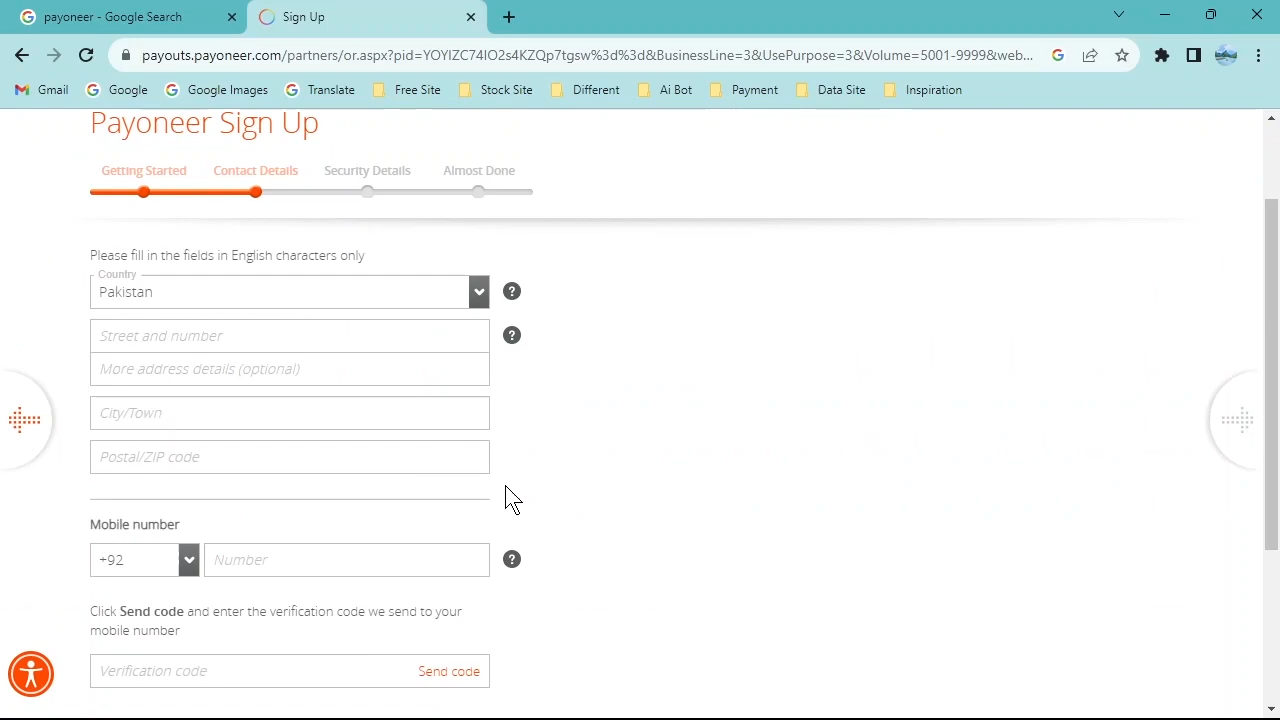 payoneer - Google Search
Sign Up
payouts.payoneer.com/partners/or.aspx?pid=YOYIZC74IO2s4KZQp7tgsw%3d%3d&BusinessLine=3&UsePurpose=3&Volume=5001-9999&web...
Gmail Google Google Images Translate Free Site Stock Site Different Ai Bot Payment Data Site Inspiration
Payoneer Sign Up
Getting Started Contact Details Security Details Almost Done
Please fill in the fields in English characters only
Country
Pakistan
Street and number
More address details (optional)
City/Town
Postal/ZIP code
Mobile number
+92 Number
Click Send code and enter the verification code we send to your
mobile number
Verification code Send code